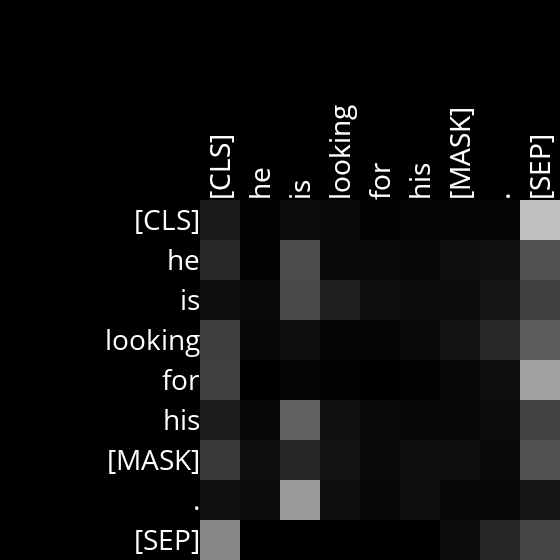 [CLS] he is looking for his [MASK] . [SEP]
[CLS]
he
is
looking
for
his
[MASK]
.
[SEP]